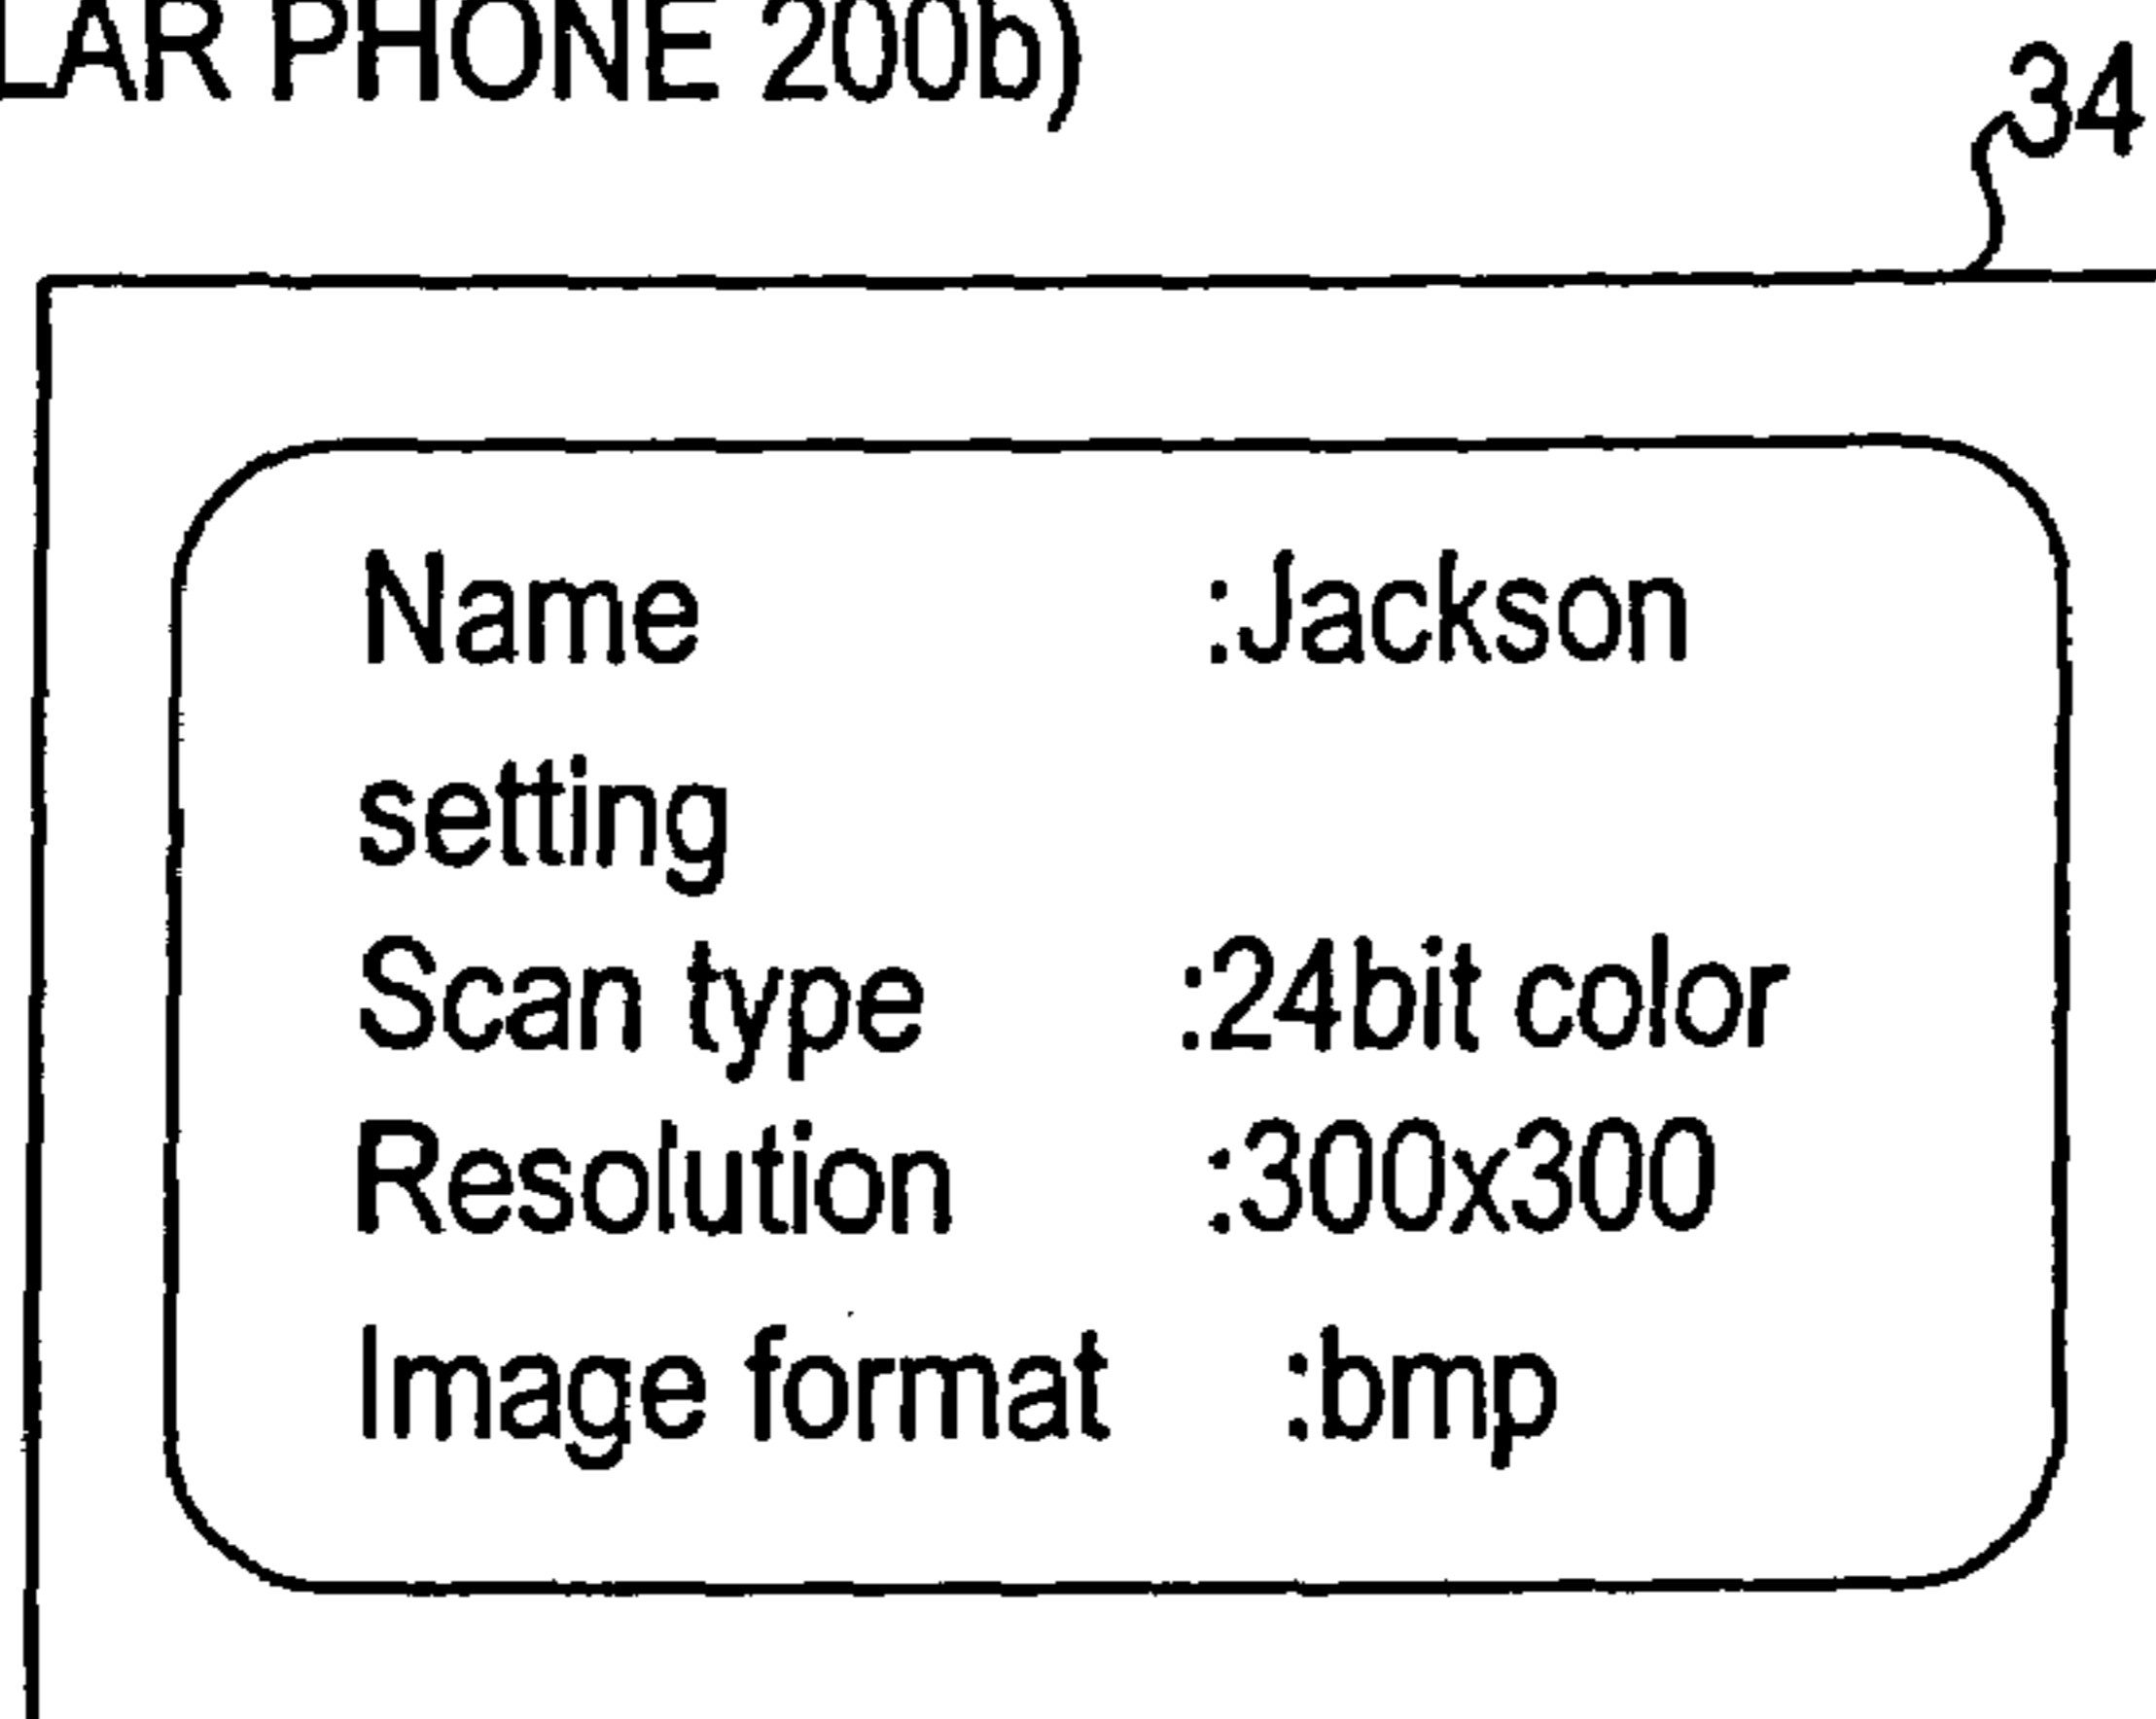 LAR PHONE 200b)
34
Name :Jackson
setting
Scan type :24bit color
Resolution :300x300
Image format :bmp